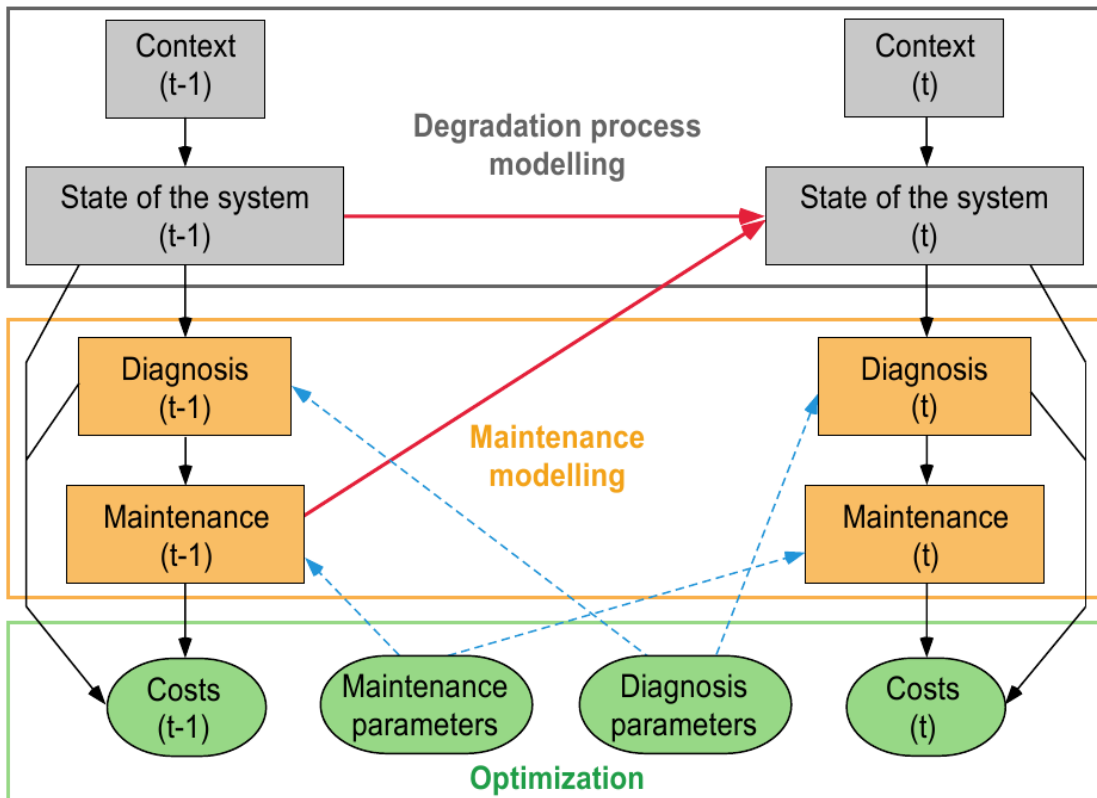 Context
(t-1)
Context
(t)
Degradation process
modelling
State of the system
(t-1)
State of the system
(t)
Diagnosis
(t-1)
Diagnosis
(t)
Maintenance
modelling
Maintenance
(t-1)
Maintenance
(t)
Costs
(t-1)
Maintenance
parameters
Diagnosis
parameters
Costs
(t)
Optimization